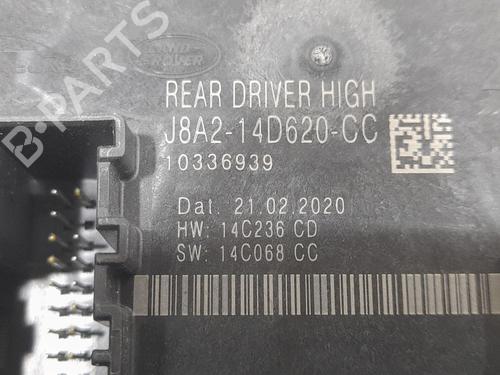 B-PARTS
LAND
ROVER
REAR DRIVER HIGH
J8A2-14D620-CC
10336939
Dat. 21.02.2020
HW: 14C236 CD
SW: 14C068 CC